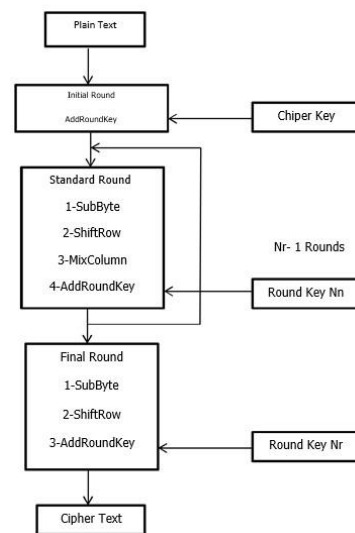 Plain Text
Initial Round
AddRoundKey
Chiper Key
Standard Round
1-SubByte
2-ShiftRow
3-MixColumn
4-AddRoundKey
Nr- 1 Rounds
Round Key Nn
Final Round
1-SubByte
2-ShiftRow
3-AddRoundKey
Round Key Nr
Cipher Text